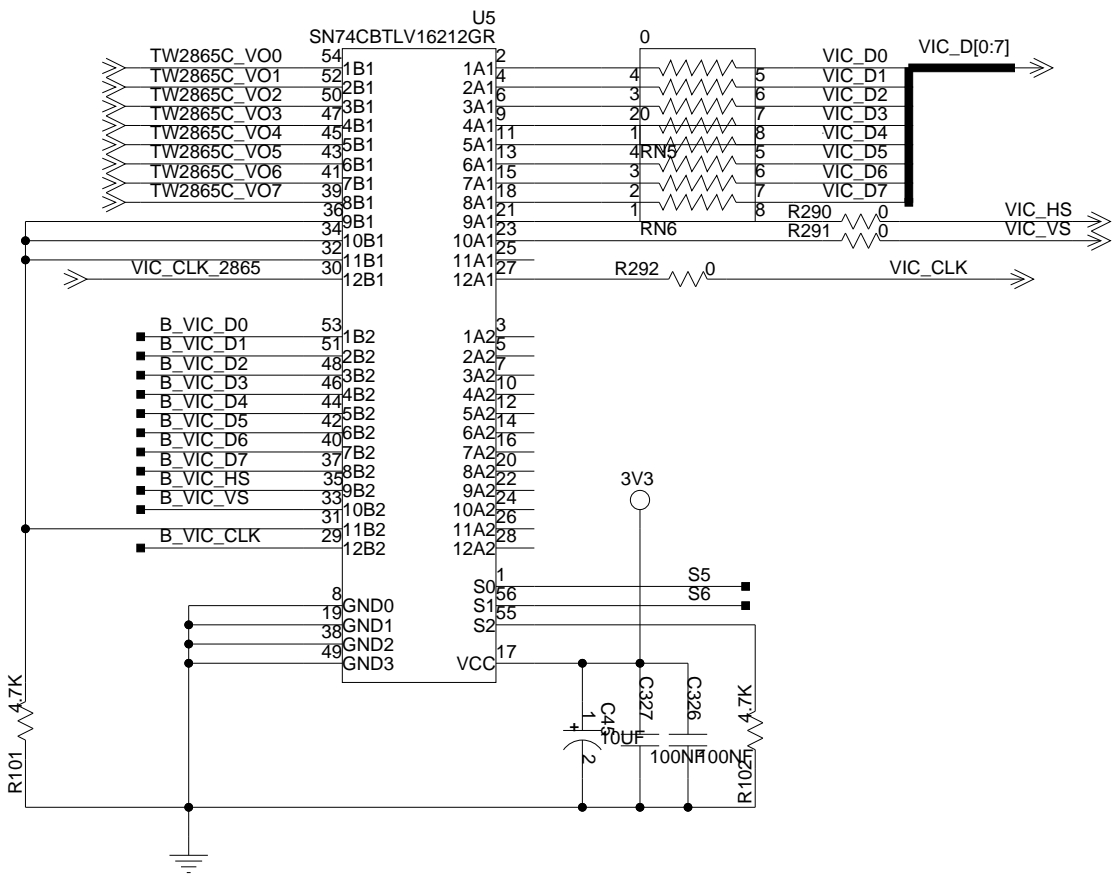 U5
SN74CBTLV16212GR
TW2865C_VO0 54 1B1 1A1 2 0 4 5 VIC_D0 VIC_D[0:7]
TW2865C_VO1 52 2B1 2A1 4 3 6 VIC_D1
TW2865C_VO2 50 3B1 3A1 6 2 7 VIC_D2
TW2865C_VO3 47 4B1 4A1 9 0 1 8 VIC_D3
TW2865C_VO4 45 5B1 5A1 11 RN5 4 5 VIC_D4
TW2865C_VO5 43 6B1 6A1 13 3 6 VIC_D5
TW2865C_VO6 41 7B1 7A1 15 2 7 VIC_D6
TW2865C_VO7 39 8B1 8A1 18 1 8 VIC_D7
36 9B1 9A1 21 RN6 R290 0 VIC_HS
34 10B1 10A1 23 R291 0 VIC_VS
32 11B1 11A1 25
VIC_CLK_2865 30 12B1 12A1 27 R292 0 VIC_CLK
B_VIC_D0 53 1B2 1A2 3
B_VIC_D1 51 2B2 2A2 5
B_VIC_D2 48 3B2 3A2 7
B_VIC_D3 46 4B2 4A2 10
B_VIC_D4 44 5B2 5A2 12
B_VIC_D5 42 6B2 6A2 14
B_VIC_D6 40 7B2 7A2 16
B_VIC_D7 37 8B2 8A2 20
B_VIC_HS 35 9B2 9A2 22
B_VIC_VS 33 10B2 10A2 24
31 11B2 11A2 26
B_VIC_CLK 29 12B2 12A2 28
3V3
S0 1 S5
8 GND0 S1 56 S6
19 GND1 S2 55
38 GND2
49 GND3 VCC 17
R101 4.7K
C45 1 + 2 10UF
C327 100NF
C326 100NF
R102 4.7K